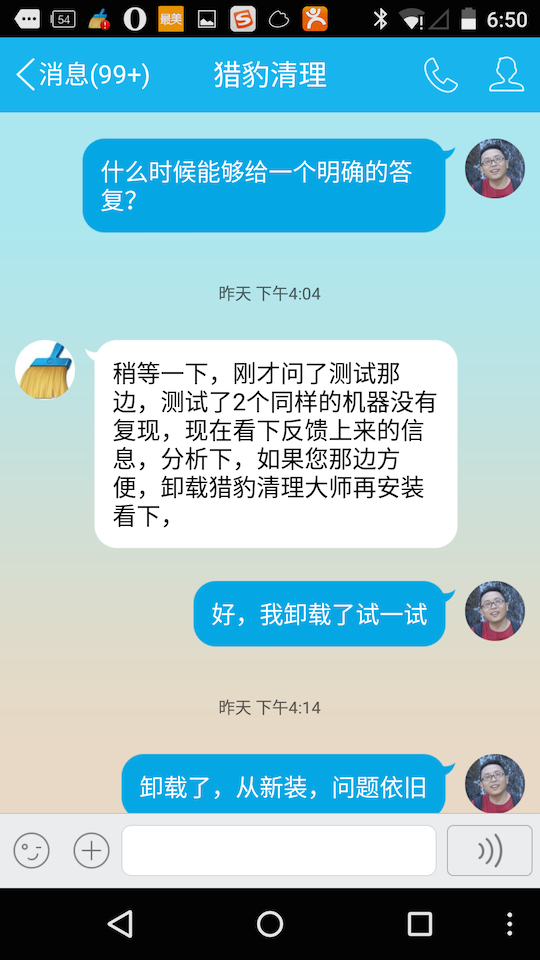 54
最美
S
6:50
消息(99+)
猎豹清理
什么时候能够给一个明确的答
复？
昨天 下午4:04
稍等一下，刚才问了测试那
边，测试了2个同样的机器没有
复现，现在看下反馈上来的信
息，分析下，如果您那边方
便，卸载猎豹清理大师再安装
看下，
好，我卸载了试一试
昨天 下午4:14
卸载了，从新装，问题依旧